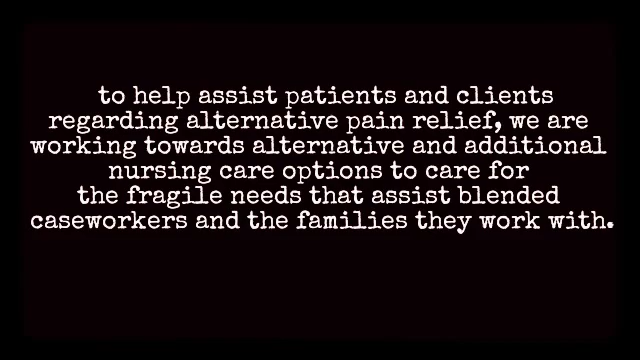 to help assist patients and clients
regarding alternative pain relief, we are
working towards alternative and additional
nursing care options to care for
the fragile needs that assist blended
caseworkers and the families they work with.